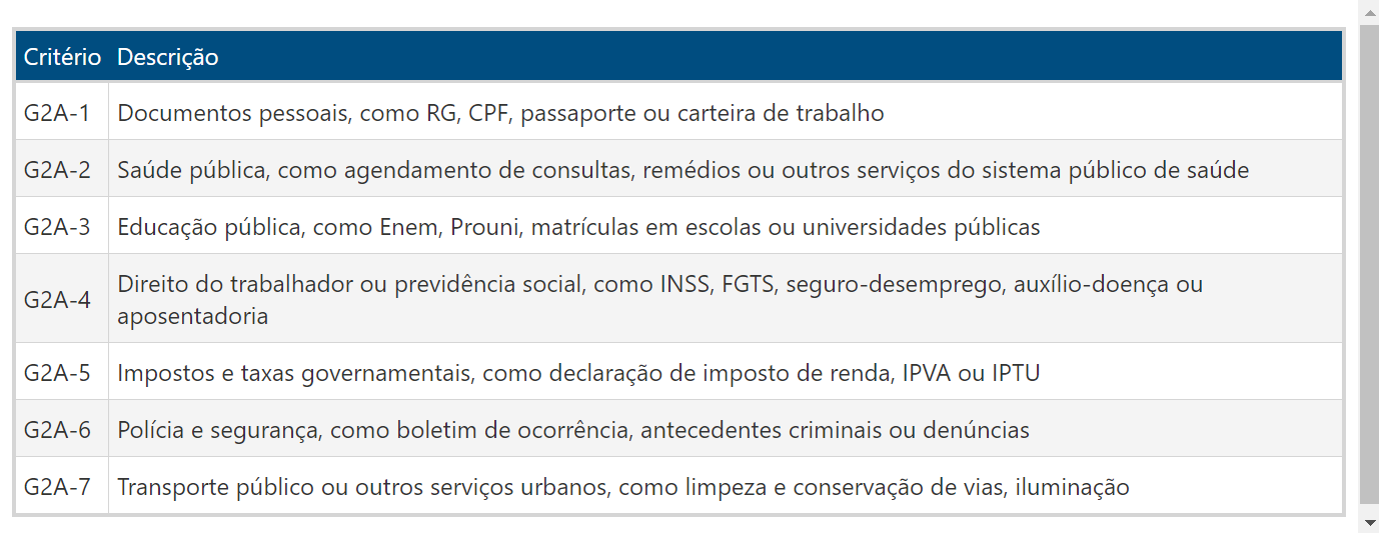 Critério Descrição
G2A-1 Documentos pessoais, como RG, CPF, passaporte ou carteira de trabalho
G2A-2 Saúde pública, como agendamento de consultas, remédios ou outros serviços do sistema público de saúde
G2A-3 Educação pública, como Enem, Prouni, matrículas em escolas ou universidades públicas
G2A-4 Direito do trabalhador ou previdência social, como INSS, FGTS, seguro-desemprego, auxílio-doença ou
aposentadoria
G2A-5 Impostos e taxas governamentais, como declaração de imposto de renda, IPVA ou IPTU
G2A-6 Polícia e segurança, como boletim de ocorrência, antecedentes criminais ou denúncias
G2A-7 Transporte público ou outros serviços urbanos, como limpeza e conservação de vias, iluminação